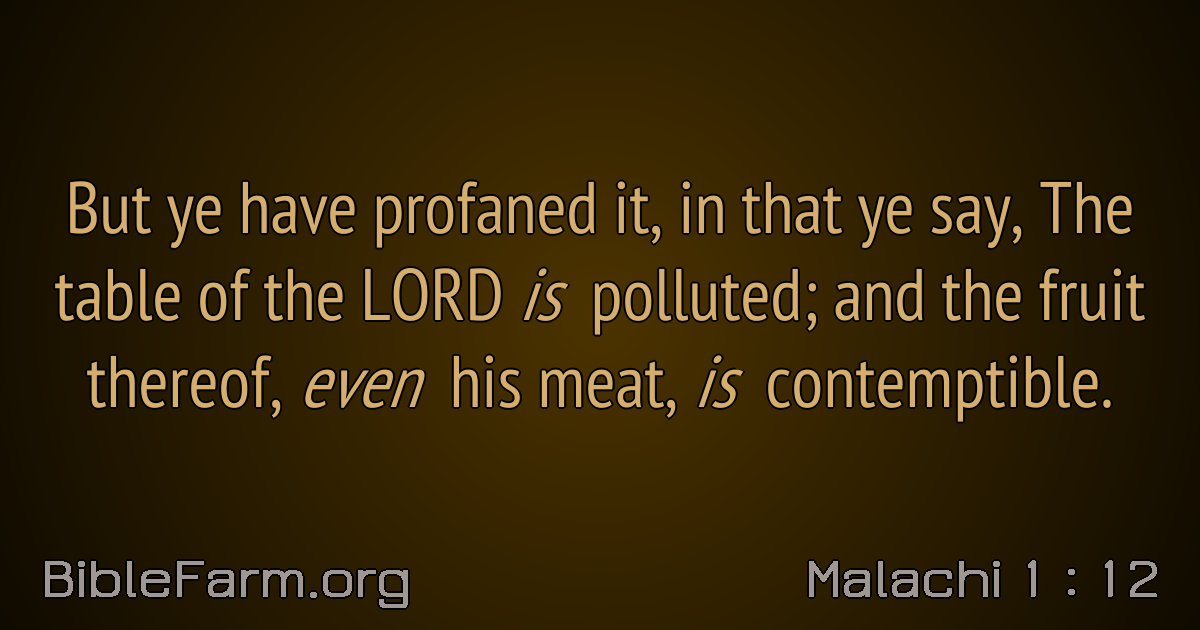 But ye have profaned it, in that ye say, The
table of the LORD is polluted; and the fruit
thereof, even his meat, is contemptible.
BibleFarm.org
Malachi 1 : 12